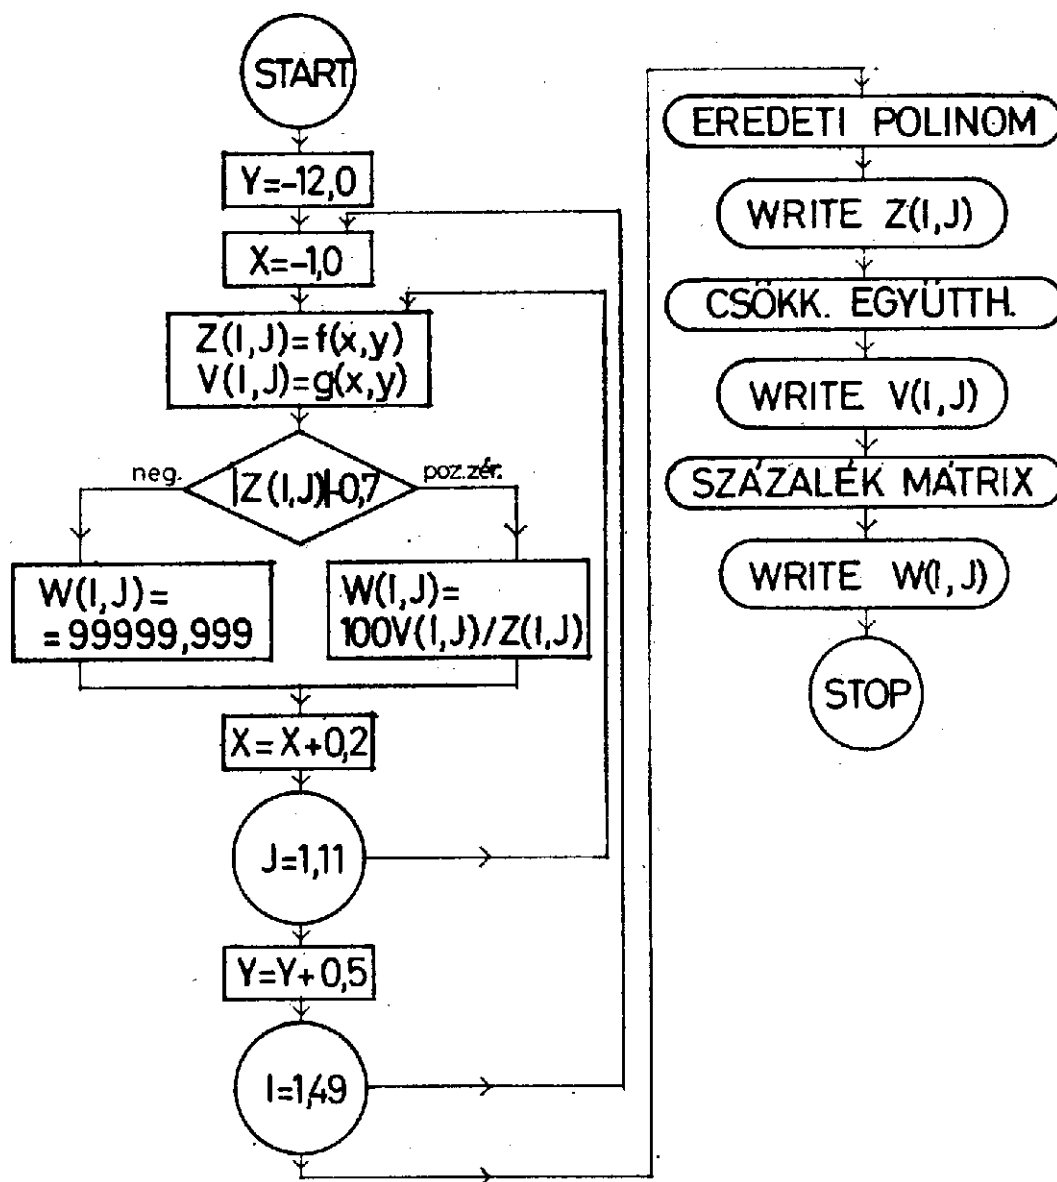 START
Y=-12,0
X=-1,0
Z(I,J)=f(x,y)
V(I,J)=g(x,y)
neg.
|Z(I,J)|-0,7
poz.zér.
W(I,J)=
=99999,999
W(I,J)=
100V(I,J)/Z(I,J)
X=X+0,2
J=1,11
Y=Y+0,5
I=1,49
EREDETI POLINOM
WRITE Z(I,J)
CSÖKK. EGYÜTTH.
WRITE V(I,J)
SZÁZALÉK MÁTRIX
WRITE W(I,J)
STOP